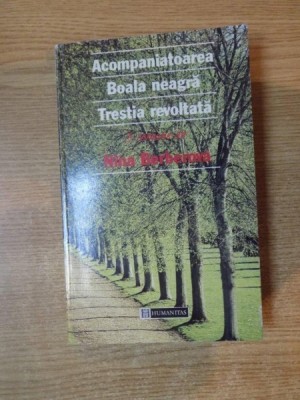 Acompaniatoarea
Boala neagră
Trestia revoltată
Nina Berberova
HUMANITAS